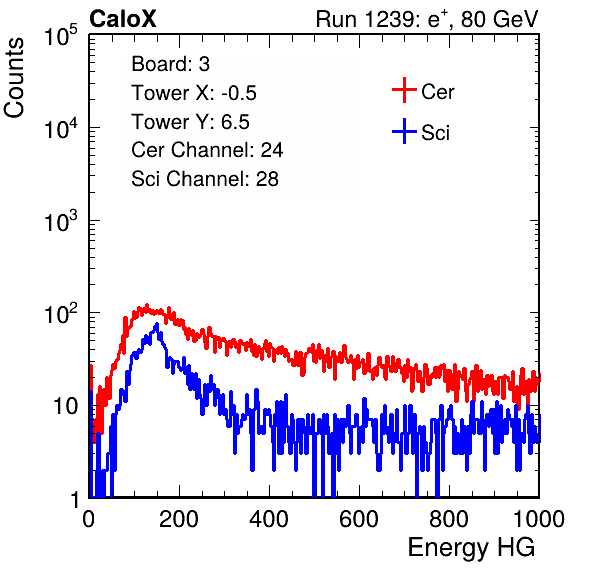 CaloX Run 1239: e+, 80 GeV
Counts
10^5
10^4
10^3
10^2
10
1
Board: 3
Tower X: -0.5
Tower Y: 6.5
Cer Channel: 24
Sci Channel: 28
Cer
Sci
0 200 400 600 800 1000
Energy HG